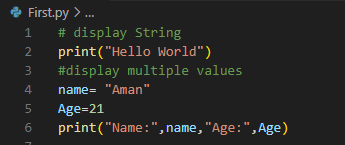 First.py > ...
1 # display String
2 print("Hello World")
3 #display multiple values
4 name= "Aman"
5 Age=21
6 print("Name:",name,"Age:",Age)